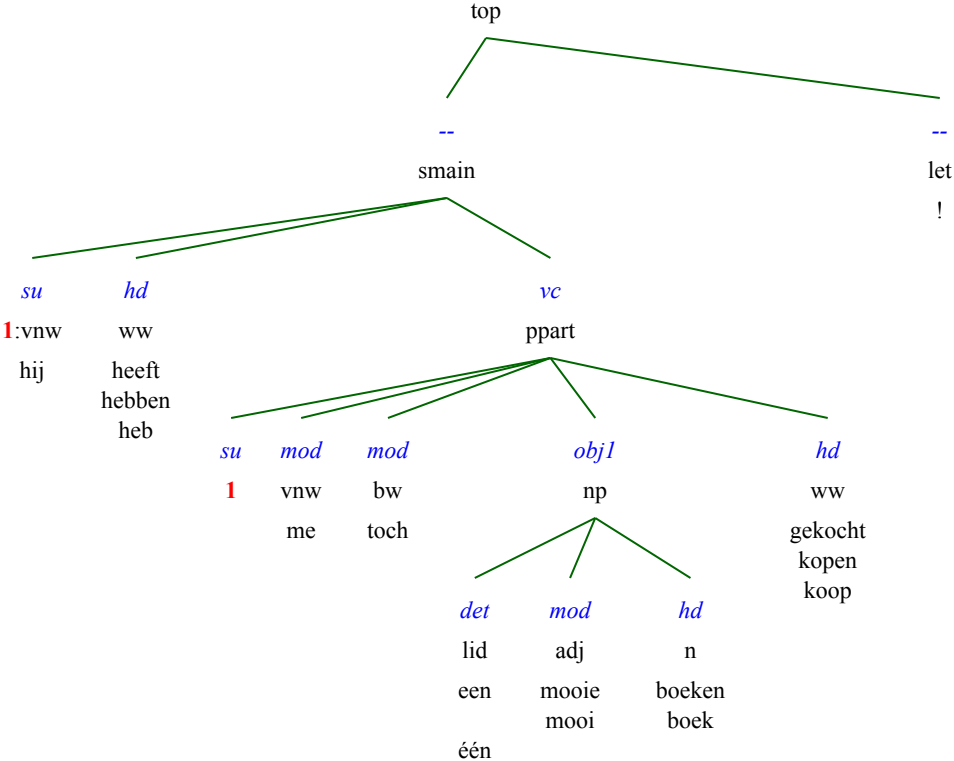 top
-- --
smain let
!
su hd vc
1:vnw ww ppart
hij heeft
hebben
heb
su mod mod obj1 hd
1 vnw bw np ww
me toch gekocht
kopen
koop
det mod hd
lid adj n
een mooie boeken
mooi boek
één